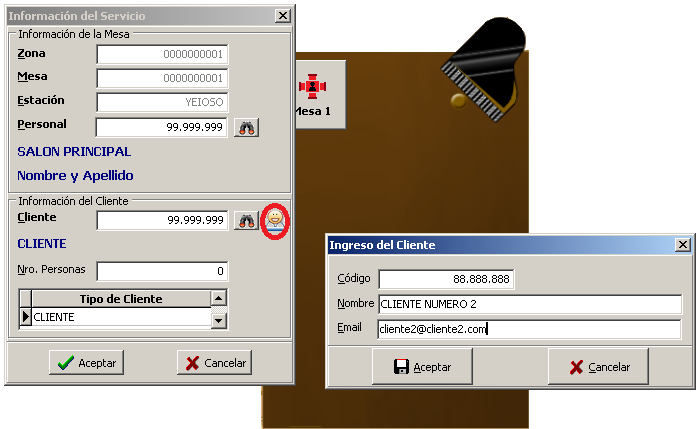 Información del Servicio
Información de la Mesa
Zona 0000000001
Mesa 0000000001
Estación YEIOSO
Personal 99.999.999
SALON PRINCIPAL
Nombre y Apellido
Información del Cliente
Cliente 99.999.999
CLIENTE
Nro. Personas 0
Tipo de Cliente
CLIENTE
Aceptar Cancelar
Mesa 1
Ingreso del Cliente
Código 88.888.888
Nombre CLIENTE NUMERO 2
Email cliente2@cliente2.com
Aceptar Cancelar